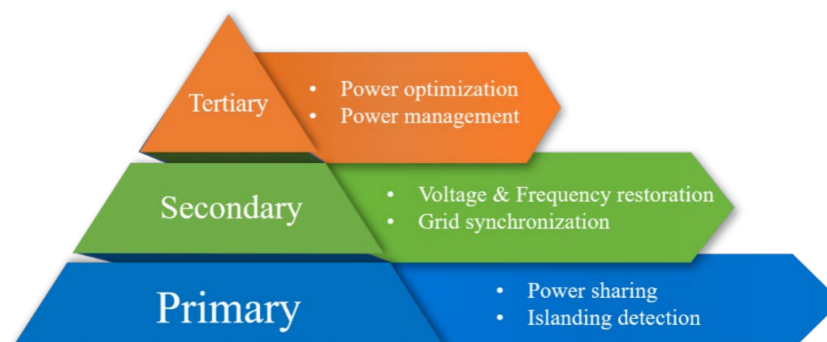 Tertiary
• Power optimization
• Power management
Secondary
• Voltage & Frequency restoration
• Grid synchronization
Primary
• Power sharing
• Islanding detection